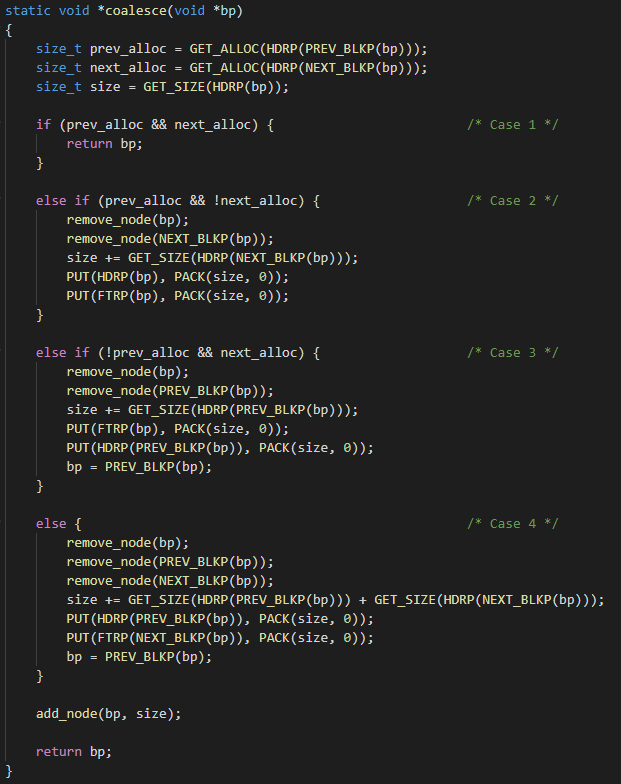 static void *coalesce(void *bp)
{
    size_t prev_alloc = GET_ALLOC(HDRP(PREV_BLKP(bp)));
    size_t next_alloc = GET_ALLOC(HDRP(NEXT_BLKP(bp)));
    size_t size = GET_SIZE(HDRP(bp));

    if (prev_alloc && next_alloc) {                         /* Case 1 */
        return bp;
    }

    else if (prev_alloc && !next_alloc) {                   /* Case 2 */
        remove_node(bp);
        remove_node(NEXT_BLKP(bp));
        size += GET_SIZE(HDRP(NEXT_BLKP(bp)));
        PUT(HDRP(bp), PACK(size, 0));
        PUT(FTRP(bp), PACK(size, 0));
    }

    else if (!prev_alloc && next_alloc) {                   /* Case 3 */
        remove_node(bp);
        remove_node(PREV_BLKP(bp));
        size += GET_SIZE(HDRP(PREV_BLKP(bp)));
        PUT(FTRP(bp), PACK(size, 0));
        PUT(HDRP(PREV_BLKP(bp)), PACK(size, 0));
        bp = PREV_BLKP(bp);
    }

    else {                                                  /* Case 4 */
        remove_node(bp);
        remove_node(PREV_BLKP(bp));
        remove_node(NEXT_BLKP(bp));
        size += GET_SIZE(HDRP(PREV_BLKP(bp))) + GET_SIZE(HDRP(NEXT_BLKP(bp)));
        PUT(HDRP(PREV_BLKP(bp)), PACK(size, 0));
        PUT(FTRP(NEXT_BLKP(bp)), PACK(size, 0));
        bp = PREV_BLKP(bp);
    }

    add_node(bp, size);

    return bp;
}